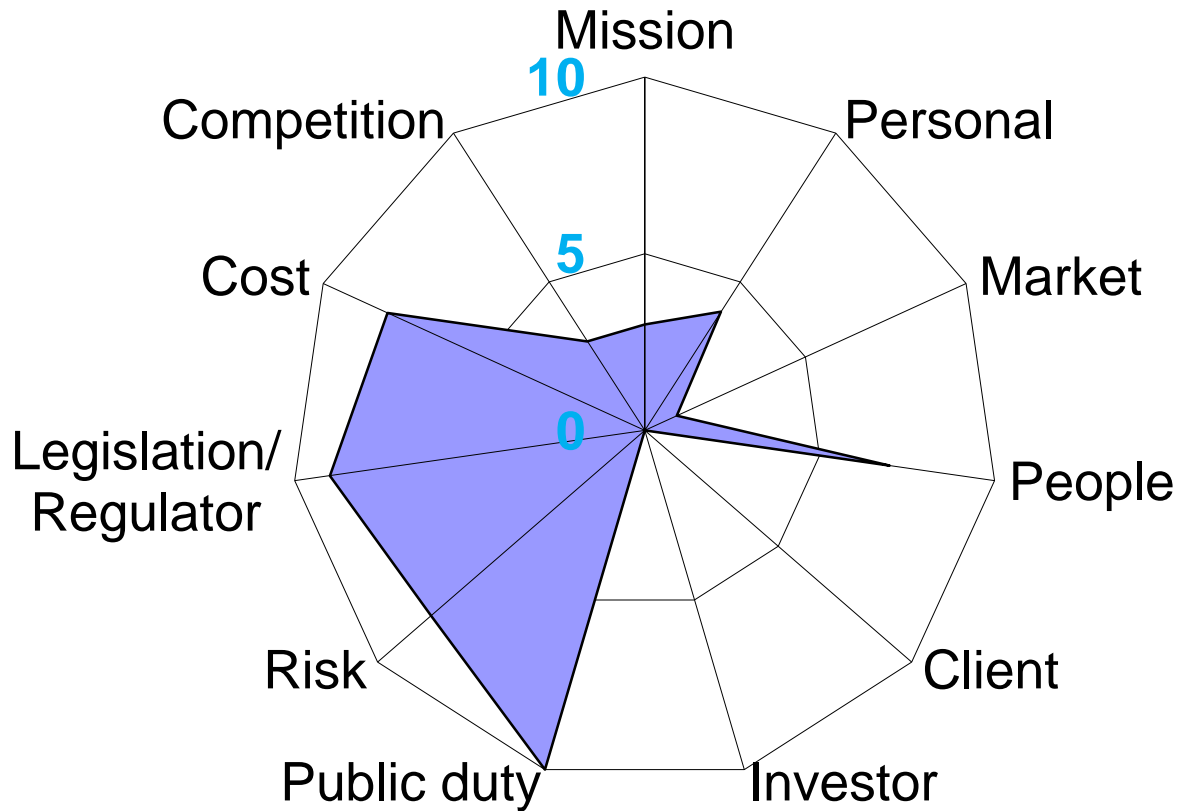 Mission
10
Competition
Personal
5
Cost
Market
0
Legislation/
Regulator
People
Risk
Client
Public duty
Investor